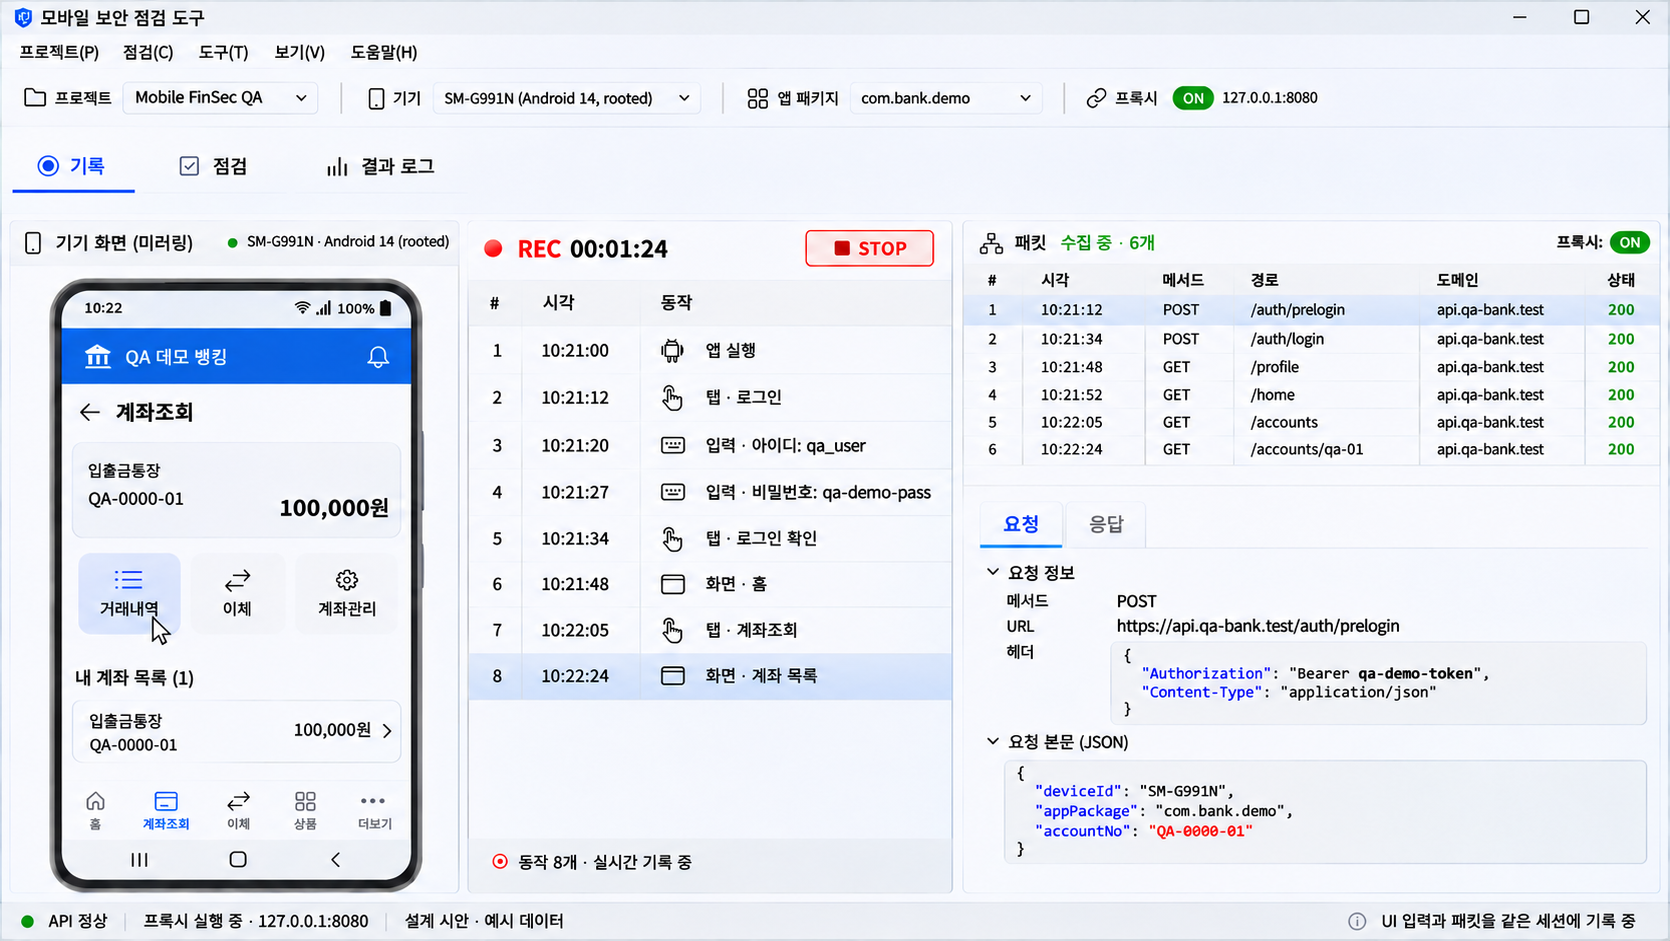 모바일 보안 점검 도구
프로젝트(P) 점검(C) 도구(T) 보기(V) 도움말(H)
프로젝트 Mobile FinSec QA 기기 SM-G991N (Android 14, rooted) 앱 패키지 com.bank.demo 프록시 ON 127.0.0.1:8080
기록 점검 결과 로그
기기 화면 (미러링) SM-G991N · Android 14 (rooted)
10:22 100%
QA 데모 뱅킹
계좌조회
입출금통장
QA-0000-01
100,000원
거래내역 이체 계좌관리
내 계좌 목록 (1)
입출금통장
QA-0000-01
100,000원
홈 계좌조회 이체 상품 더보기
REC 00:01:24 STOP
# 시각 동작
1 10:21:00 앱 실행
2 10:21:12 탭 · 로그인
3 10:21:20 입력 · 아이디: qa_user
4 10:21:27 입력 · 비밀번호: qa-demo-pass
5 10:21:34 탭 · 로그인 확인
6 10:21:48 화면 · 홈
7 10:22:05 탭 · 계좌조회
8 10:22:24 화면 · 계좌 목록
동작 8개 · 실시간 기록 중
패킷 수집 중 · 6개 프록시: ON
# 시각 메서드 경로 도메인 상태
1 10:21:12 POST /auth/prelogin api.qa-bank.test 200
2 10:21:34 POST /auth/login api.qa-bank.test 200
3 10:21:48 GET /profile api.qa-bank.test 200
4 10:21:52 GET /home api.qa-bank.test 200
5 10:22:05 GET /accounts api.qa-bank.test 200
6 10:22:24 GET /accounts/qa-01 api.qa-bank.test 200
요청 응답
요청 정보
메서드 POST
URL https://api.qa-bank.test/auth/prelogin
헤더
{
"Authorization": "Bearer qa-demo-token",
"Content-Type": "application/json"
}
요청 본문 (JSON)
{
"deviceId": "SM-G991N",
"appPackage": "com.bank.demo",
"accountNo": "QA-0000-01"
}
API 정상 프록시 실행 중 · 127.0.0.1:8080 설계 시안 · 예시 데이터 UI 입력과 패킷을 같은 세션에 기록 중